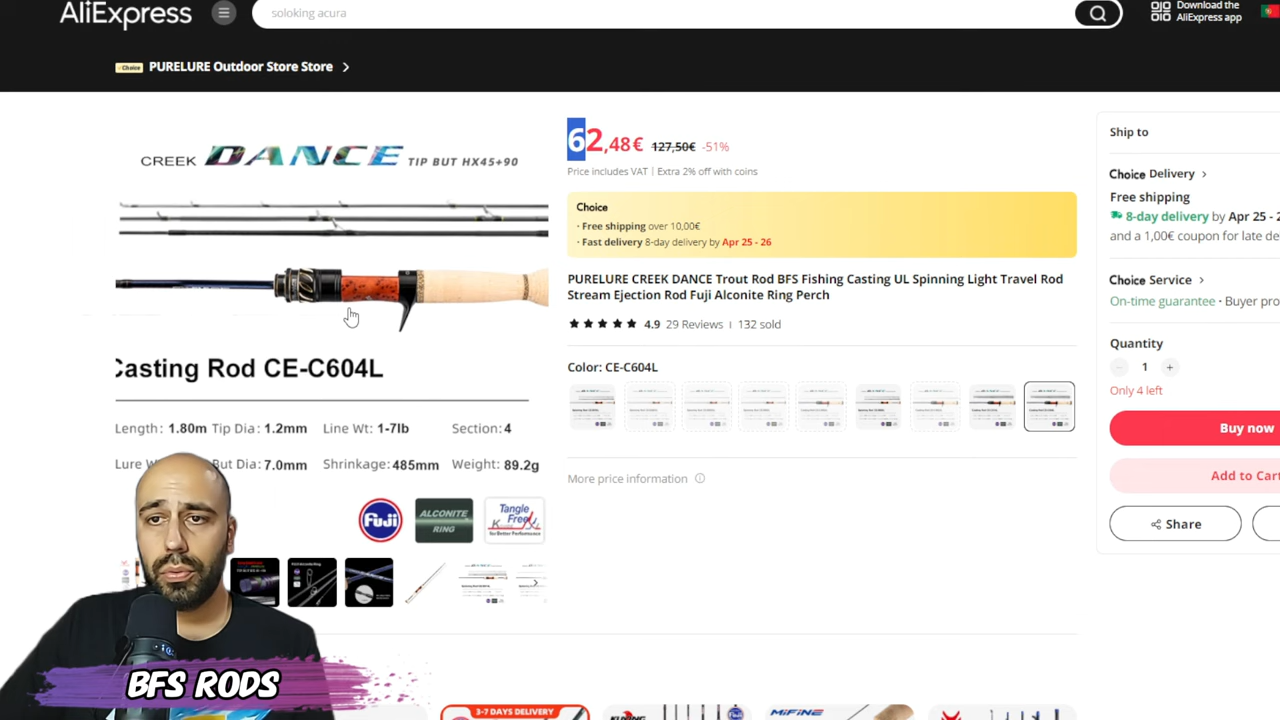 AliExpress
soloking acura
Download the
AliExpress app
Choice
PURELURE Outdoor Store Store
CREEK DANCE TIP BUT HX45+90
62,48€ 127,50€ -51%
Price includes VAT | Extra 2% off with coins
Choice
· Free shipping over 10,00€
· Fast delivery 8-day delivery by Apr 25 - 26
PURELURE CREEK DANCE Trout Rod BFS Fishing Casting UL Spinning Light Travel Rod
Stream Ejection Rod Fuji Alconite Ring Perch
4.9 29 Reviews | 132 sold
Color: CE-C604L
More price information
Casting Rod CE-C604L
Length: 1.80m Tip Dia: 1.2mm Line Wt: 1-7lb Section: 4
Lure W But Dia: 7.0mm Shrinkage: 485mm Weight: 89.2g
Fuji
ALCONITE
RING
Tangle
Free
for Better Performance
Ship to
Choice Delivery
Free shipping
8-day delivery by Apr 25 - 2
and a 1,00€ coupon for late de
Choice Service
On-time guarantee · Buyer pro
Quantity
1
Only 4 left
Buy now
Add to Cart
Share
BFS RODS
3-7 DAYS DELIVERY
KUYING
MiFiNE